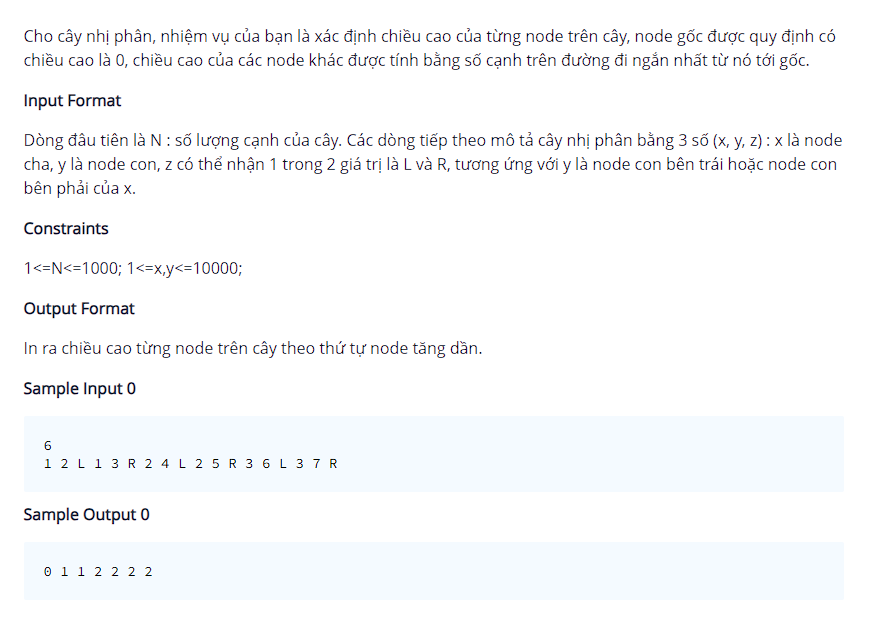 Cho cây nhị phân, nhiệm vụ của bạn là xác định chiều cao của từng node trên cây, node gốc được quy định có
chiều cao là 0, chiều cao của các node khác được tính bằng số cạnh trên đường đi ngắn nhất từ nó tới gốc.
Input Format
Dòng đầu tiên là N : số lượng cạnh của cây. Các dòng tiếp theo mô tả cây nhị phân bằng 3 số (x, y, z) : x là node
cha, y là node con, z có thể nhận 1 trong 2 giá trị là L và R, tương ứng với y là node con bên trái hoặc node con
bên phải của x.
Constraints
1<=N<=1000; 1<=x,y<=10000;
Output Format
In ra chiều cao từng node trên cây theo thứ tự node tăng dần.
Sample Input 0
6
1 2 L 1 3 R 2 4 L 2 5 R 3 6 L 3 7 R
Sample Output 0
0 1 1 2 2 2 2